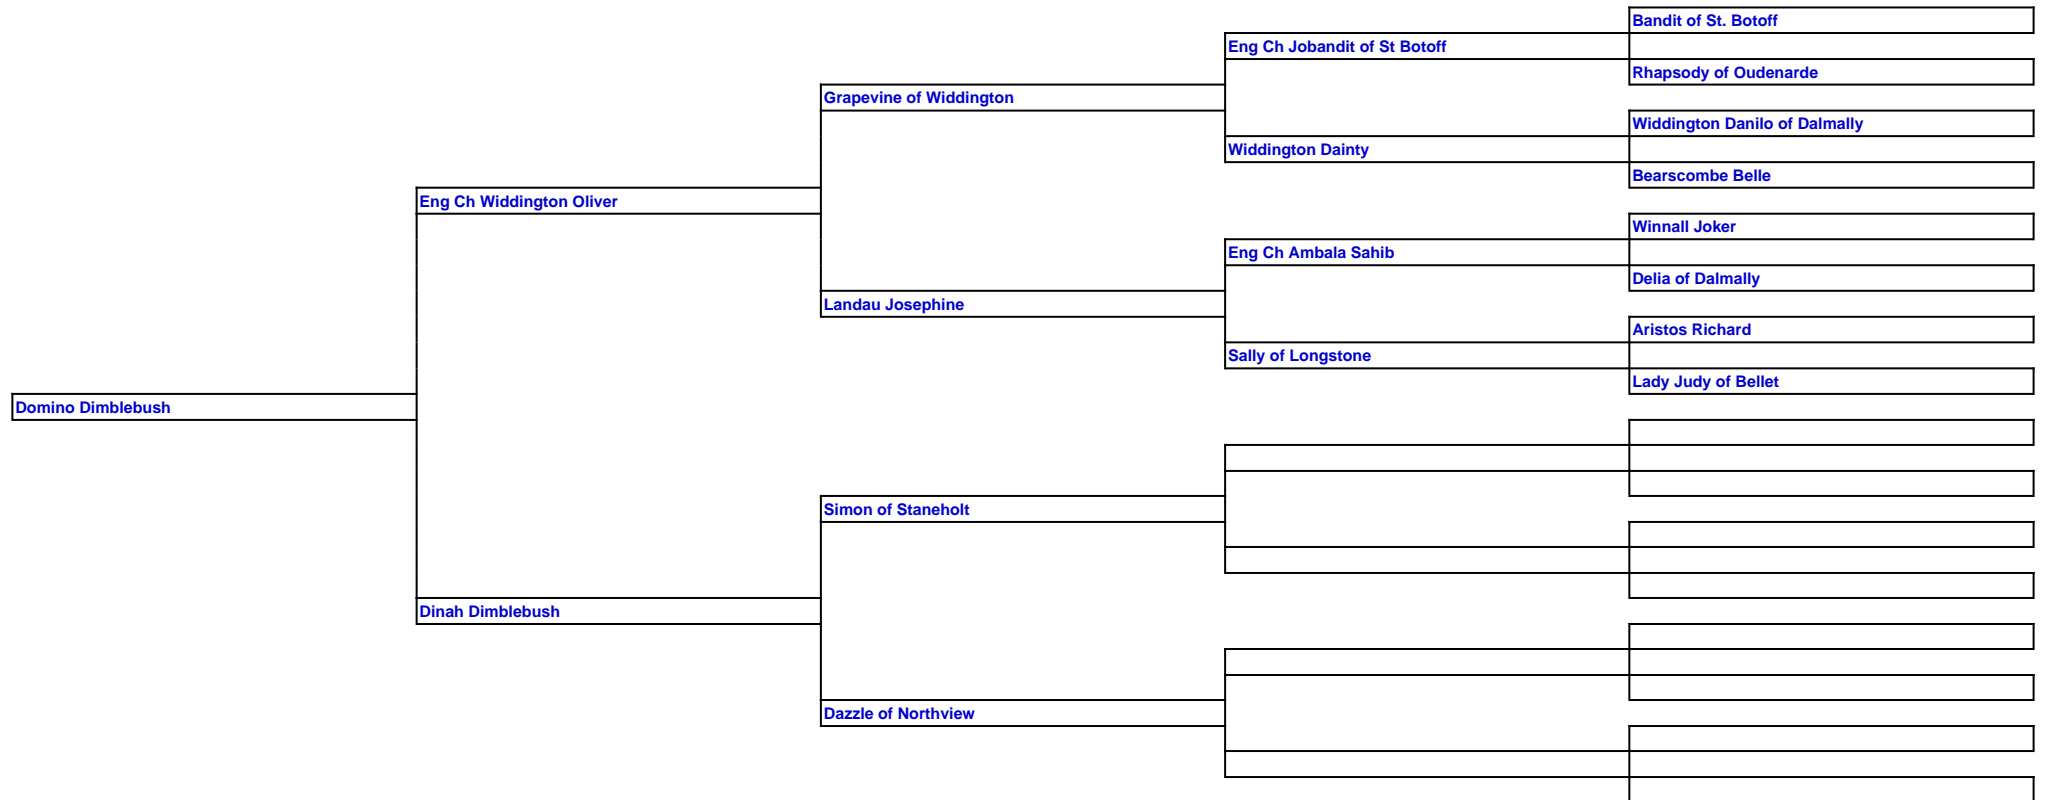 Bandit of St. Botoff
Eng Ch Jobandit of St Botoff
Rhapsody of Oudenarde
Grapevine of Widdington
Widdington Danilo of Dalmally
Widdington Dainty
Bearscombe Belle
Eng Ch Widdington Oliver
Winnall Joker
Eng Ch Ambala Sahib
Delia of Dalmally
Landau Josephine
Aristos Richard
Sally of Longstone
Lady Judy of Bellet
Domino Dimblebush
Simon of Staneholt
Dinah Dimblebush
Dazzle of Northview